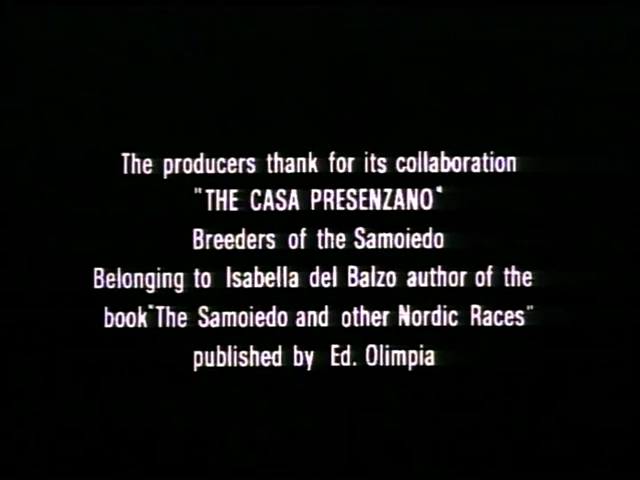 The producers thank for its collaboration
"THE CASA PRESENZANO"
Breeders of the Samoiedo
Belonging to Isabella del Balzo author of the
book"The Samoiedo and other Nordic Races"
published by Ed. Olimpia